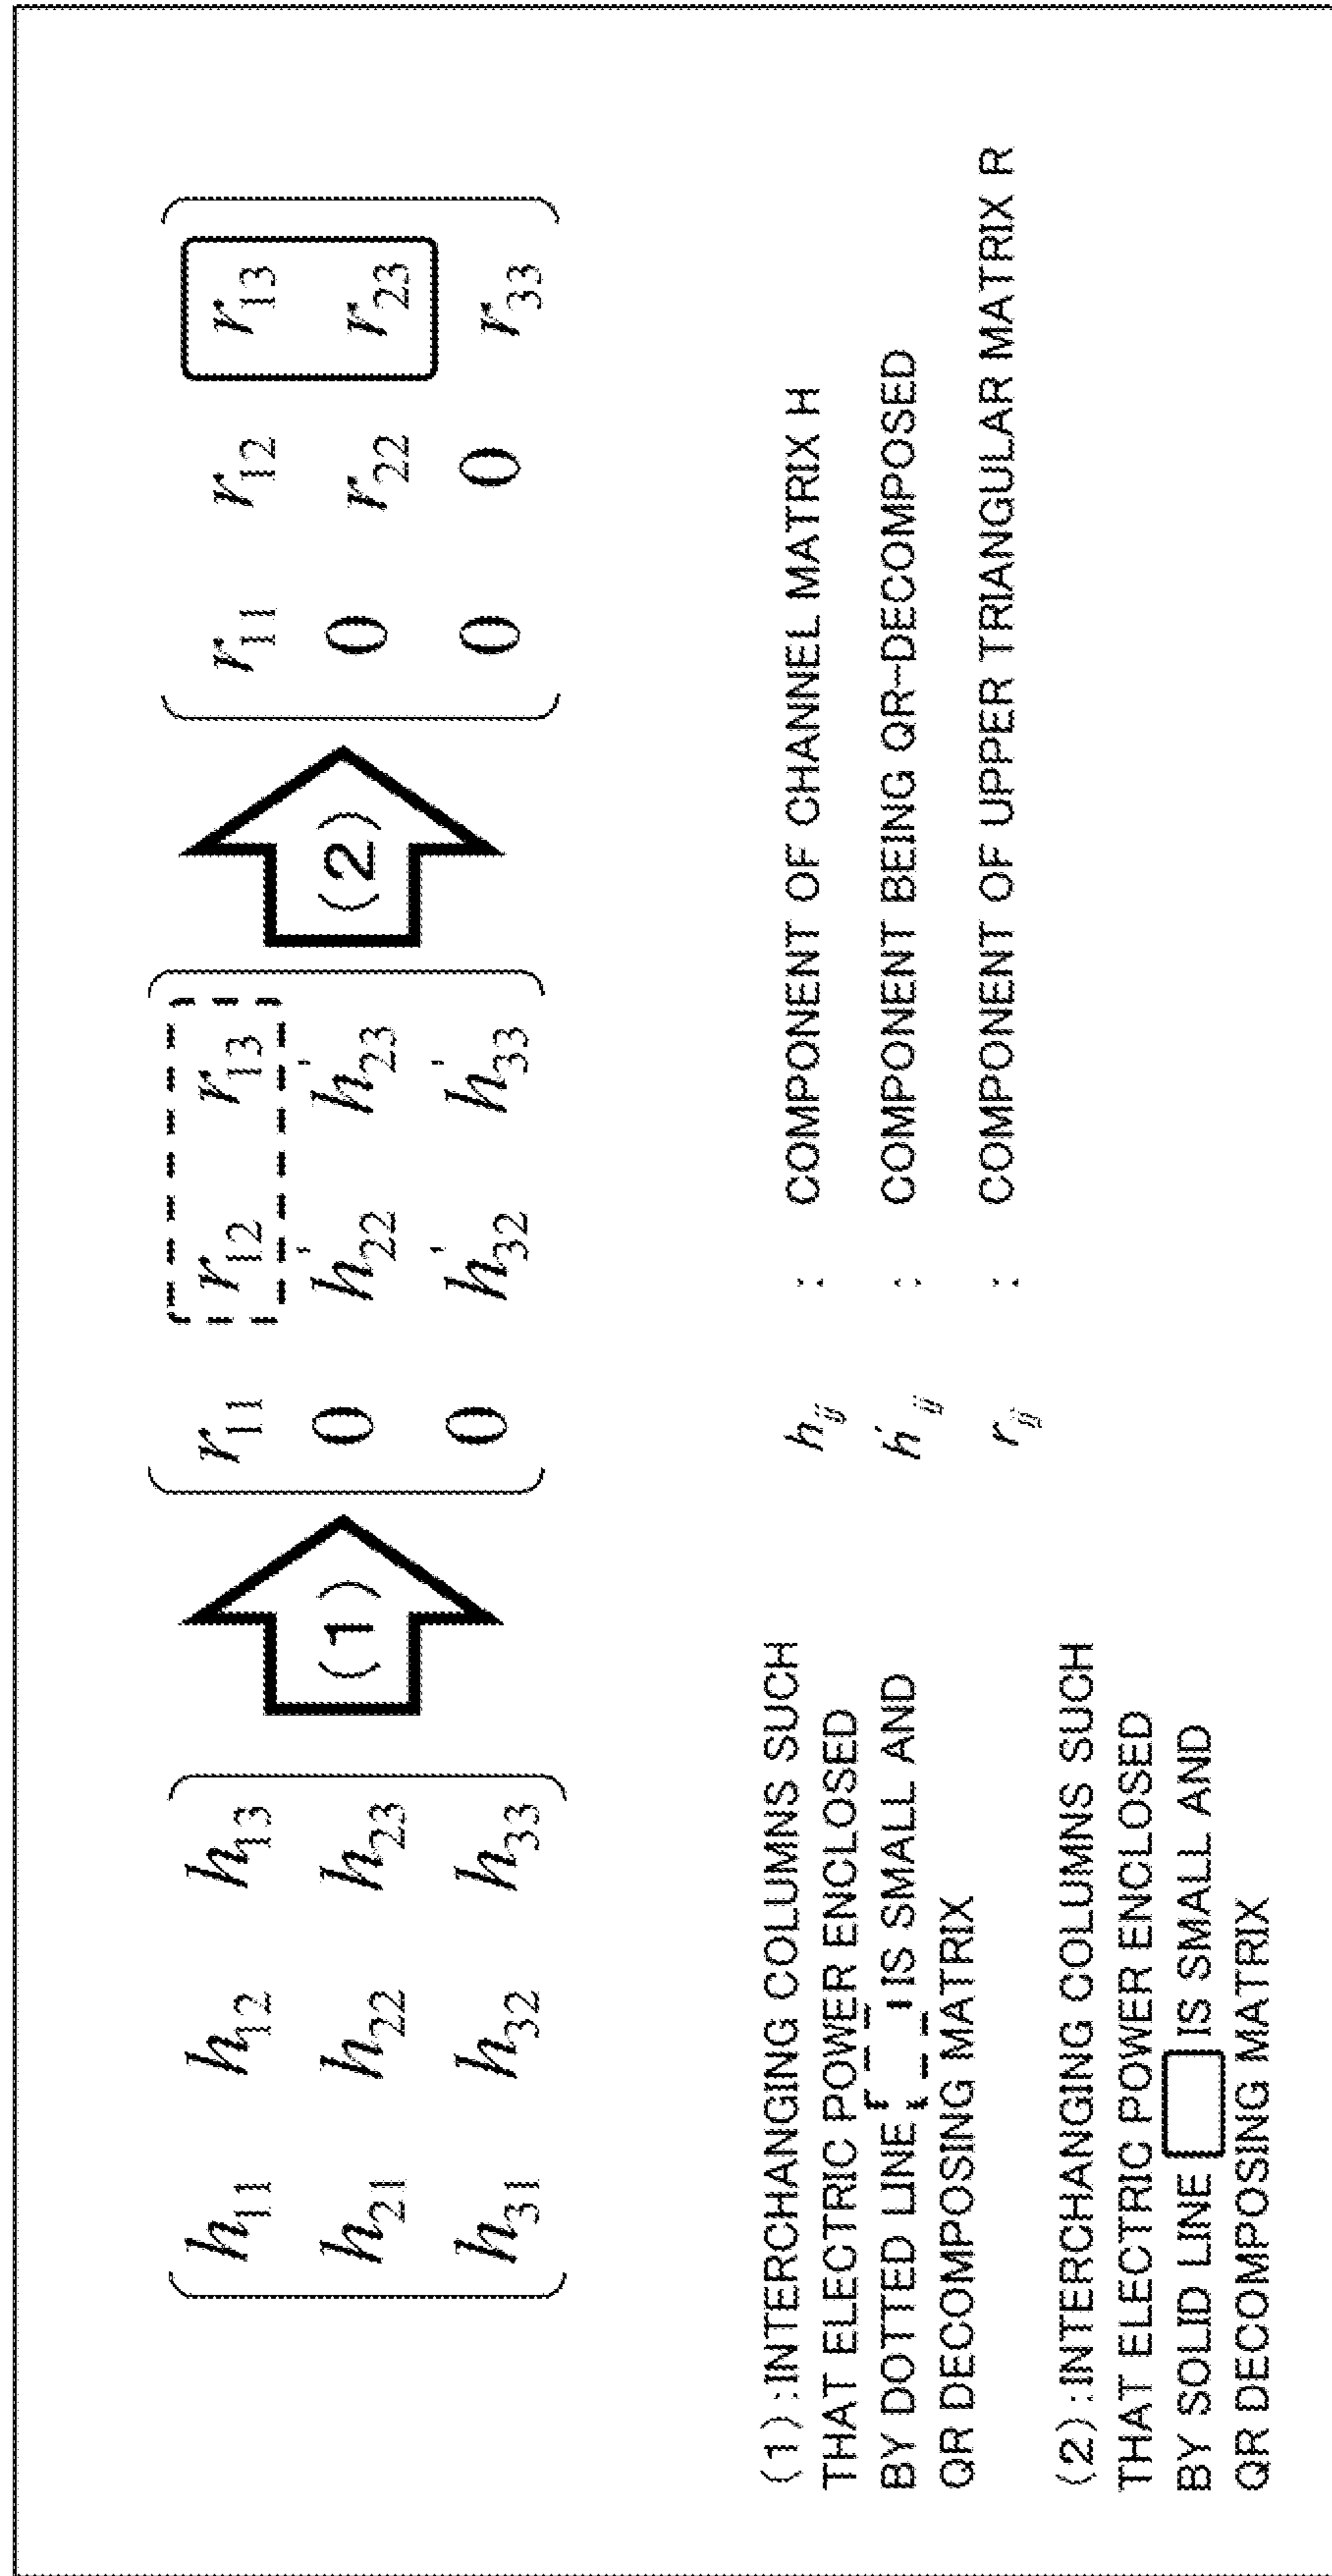 h11 h12 h13
h21 h22 h23
h31 h32 h33
(1)
r11 r12 r13
0 h'22 h'23
0 h'32 h'33
(2)
r11 r12 r13
0 r22 r23
0 0 r33
(1):INTERCHANGING COLUMNS SUCH
THAT ELECTRIC POWER ENCLOSED
BY DOTTED LINE IS SMALL AND
QR DECOMPOSING MATRIX
(2):INTERCHANGING COLUMNS SUCH
THAT ELECTRIC POWER ENCLOSED
BY SOLID LINE IS SMALL AND
QR DECOMPOSING MATRIX
hij : COMPONENT OF CHANNEL MATRIX H
h'ij : COMPONENT BEING QR-DECOMPOSED
rij : COMPONENT OF UPPER TRIANGULAR MATRIX R